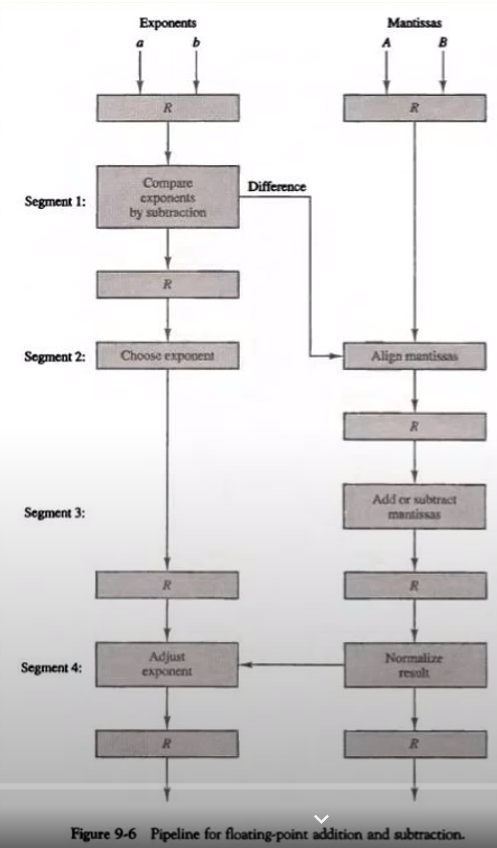 Exponents
Mantissas
a b
A B
R
R
Segment 1:
Compare
exponents
by subtraction
Difference
R
Segment 2:
Choose exponent
Align mantissas
R
Segment 3:
Add or subtract
mantissas
R
R
Segment 4:
Adjust
exponent
Normalize
result
R
R
Figure 9-6 Pipeline for floating-point addition and subtraction.